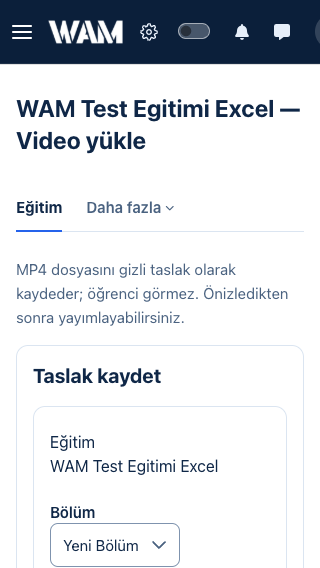 WAM
WAM Test Egitimi Excel —
Video yükle
Eğitim
Daha fazla
MP4 dosyasını gizli taslak olarak
kaydeder; öğrenci görmez. Önizledikten
sonra yayımlayabilirsiniz.
Taslak kaydet
Eğitim
WAM Test Egitimi Excel
Bölüm
Yeni Bölüm